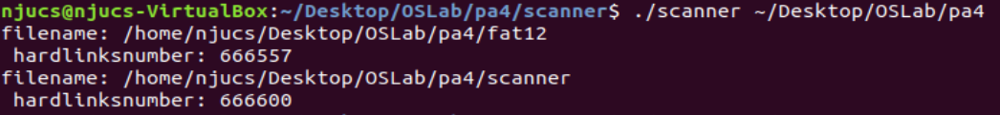 njucs@njucs-VirtualBox:~/Desktop/OSLab/pa4/scanner$ ./scanner ~/Desktop/OSLab/pa4
filename: /home/njucs/Desktop/OSLab/pa4/fat12
 hardlinksnumber: 666557
filename: /home/njucs/Desktop/OSLab/pa4/scanner
 hardlinksnumber: 666600